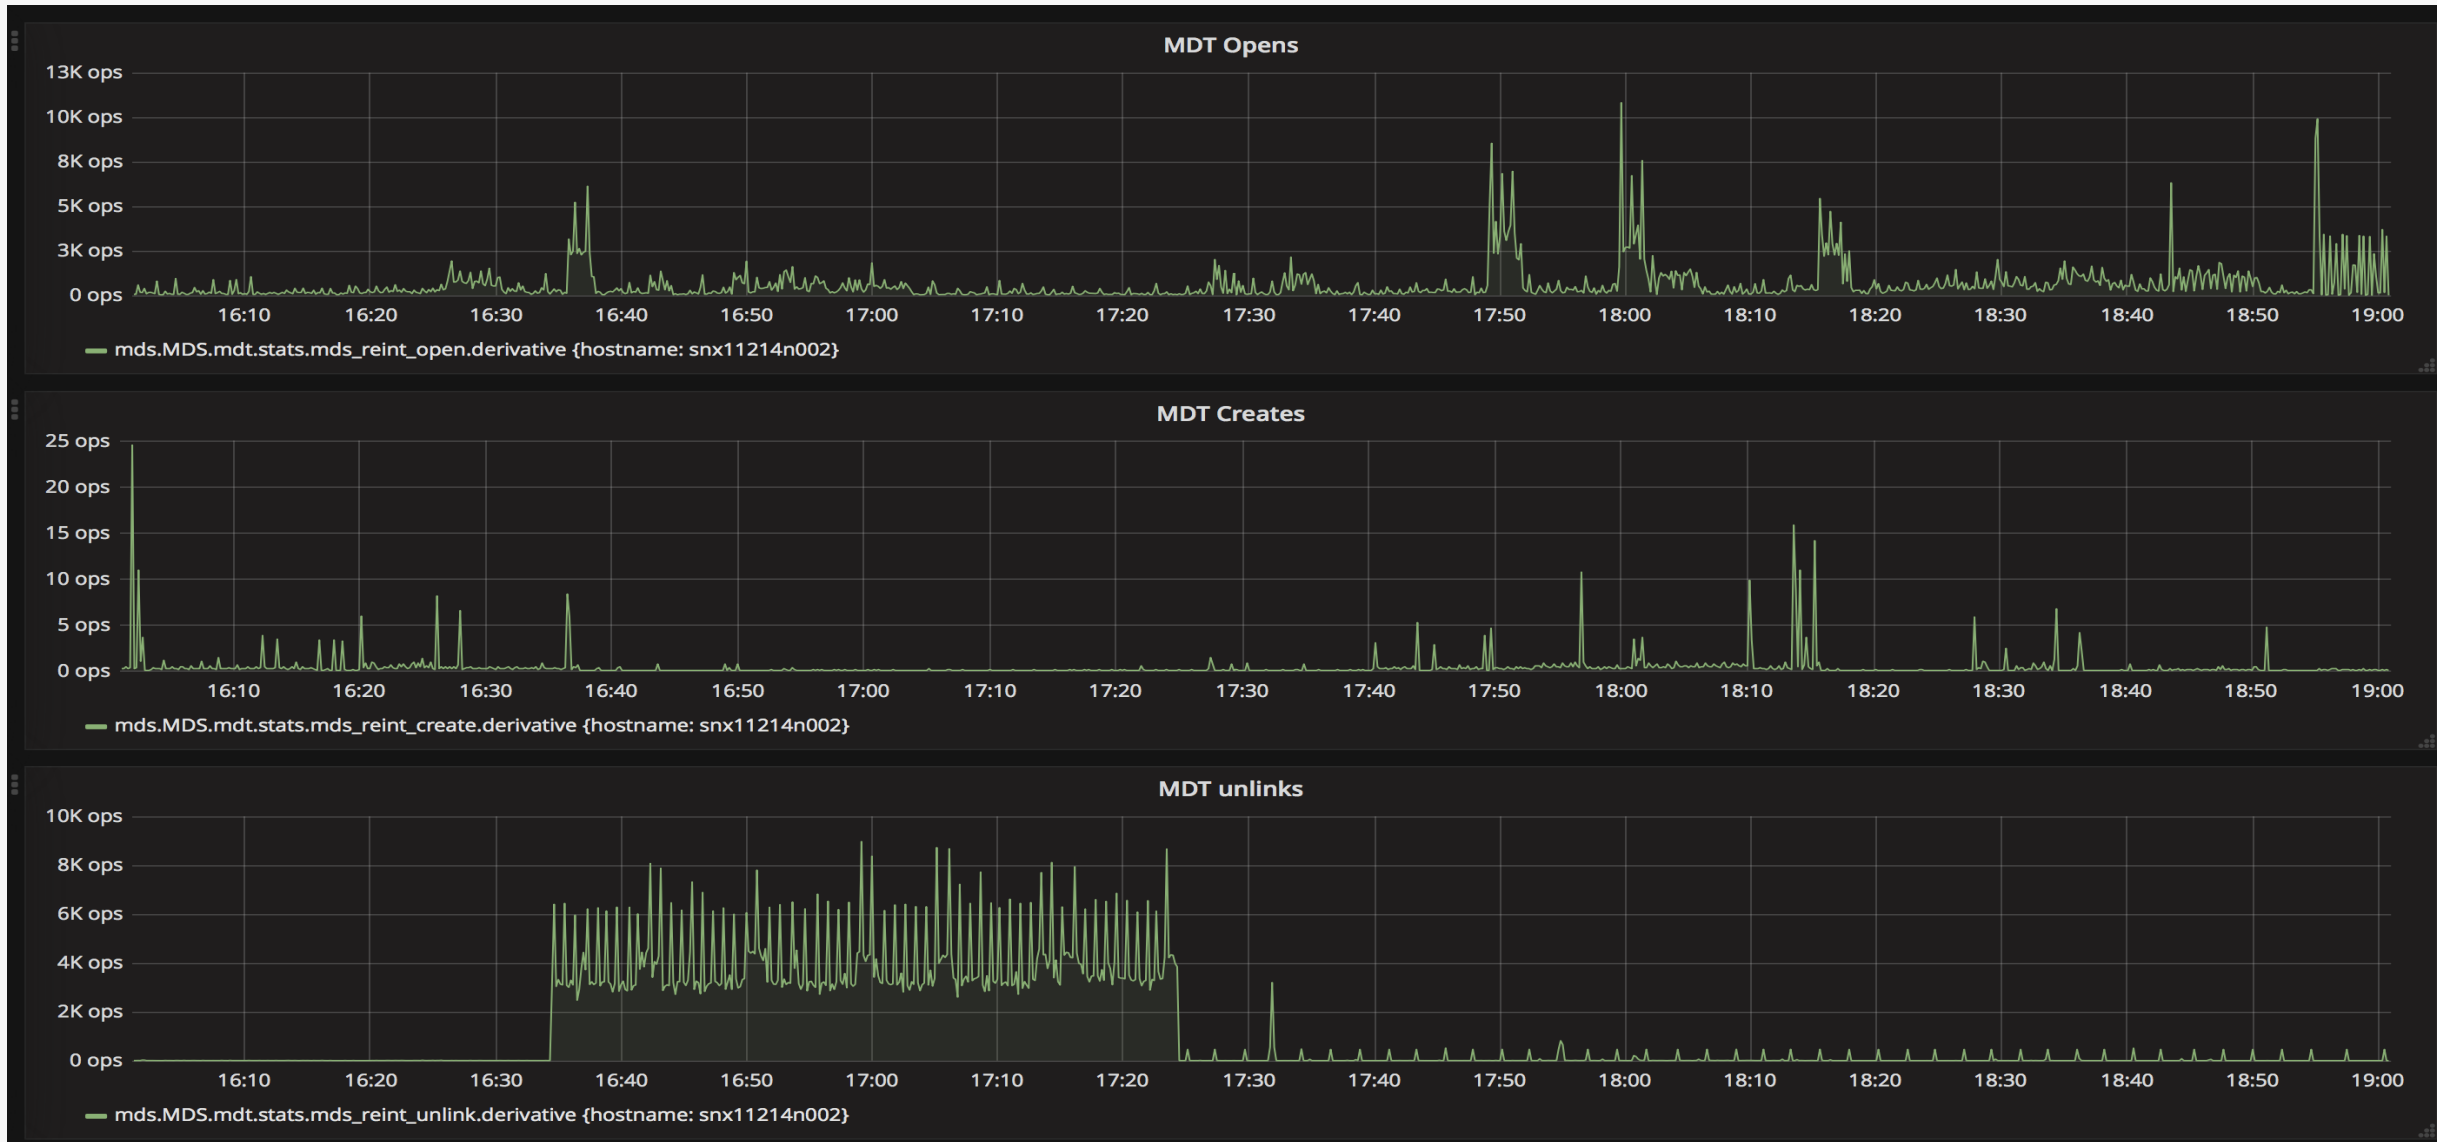 MDT Opens
13K ops
10K ops
8K ops
5K ops
3K ops
0 ops
16:10 16:20 16:30 16:40 16:50 17:00 17:10 17:20 17:30 17:40 17:50 18:00 18:10 18:20 18:30 18:40 18:50 19:00
mds.MDS.mdt.stats.mds_reint_open.derivative {hostname: snx11214n002}
MDT Creates
25 ops
20 ops
15 ops
10 ops
5 ops
0 ops
16:10 16:20 16:30 16:40 16:50 17:00 17:10 17:20 17:30 17:40 17:50 18:00 18:10 18:20 18:30 18:40 18:50 19:00
mds.MDS.mdt.stats.mds_reint_create.derivative {hostname: snx11214n002}
MDT unlinks
10K ops
8K ops
6K ops
4K ops
2K ops
0 ops
16:10 16:20 16:30 16:40 16:50 17:00 17:10 17:20 17:30 17:40 17:50 18:00 18:10 18:20 18:30 18:40 18:50 19:00
mds.MDS.mdt.stats.mds_reint_unlink.derivative {hostname: snx11214n002}